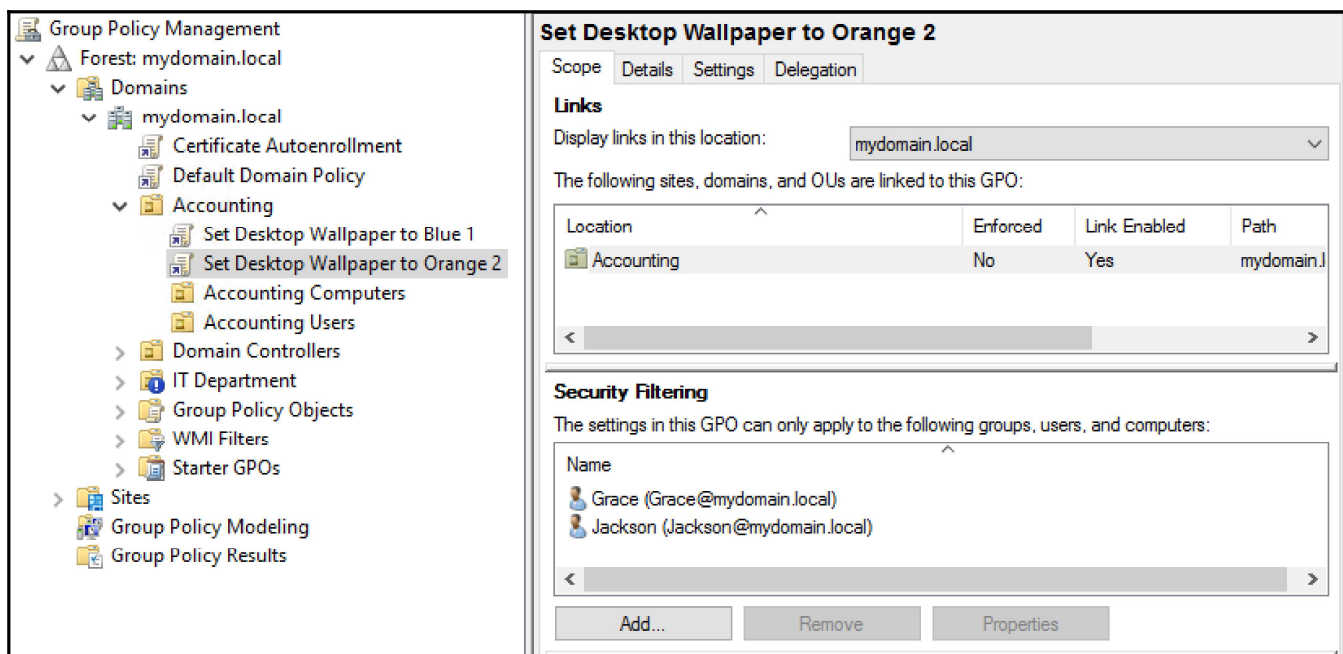 Group Policy Management
Forest: mydomain.local
Domains
mydomain.local
Certificate Autoenrollment
Default Domain Policy
Accounting
Set Desktop Wallpaper to Blue 1
Set Desktop Wallpaper to Orange 2
Accounting Computers
Accounting Users
Domain Controllers
IT Department
Group Policy Objects
WMI Filters
Starter GPOs
Sites
Group Policy Modeling
Group Policy Results
Set Desktop Wallpaper to Orange 2
Scope Details Settings Delegation
Links
Display links in this location: mydomain.local
The following sites, domains, and OUs are linked to this GPO:
Location Enforced Link Enabled Path
Accounting No Yes mydomain.l
Security Filtering
The settings in this GPO can only apply to the following groups, users, and computers:
Name
Grace (Grace@mydomain.local)
Jackson (Jackson@mydomain.local)
Add... Remove Properties